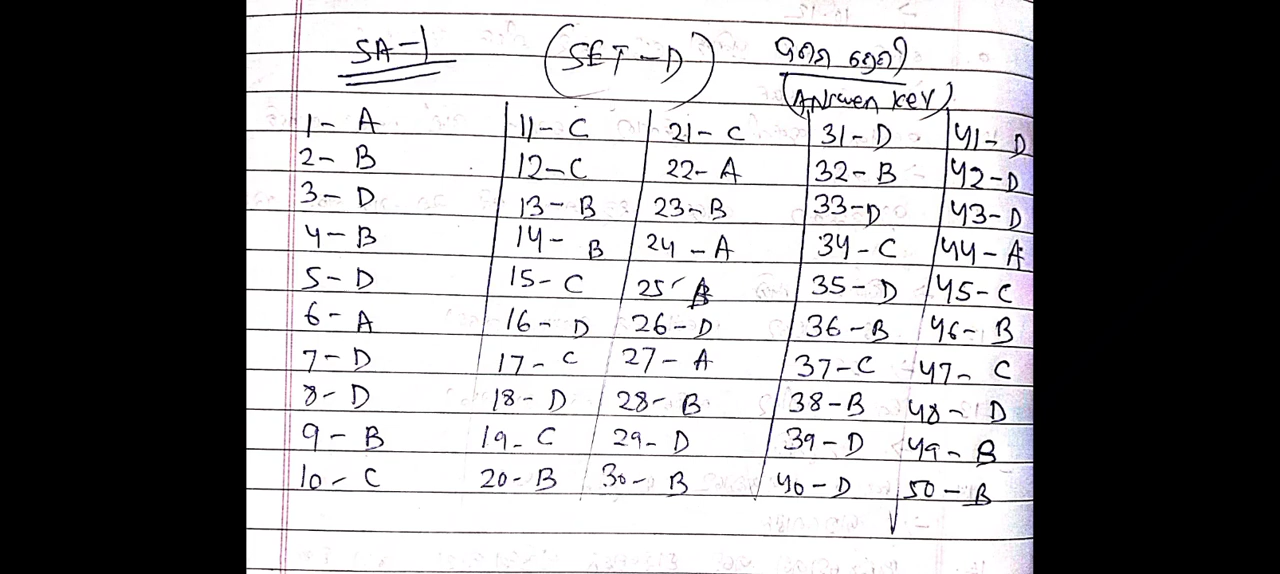 SA-1 (SET-D) ଉତ୍ତର
(Answer KEY)
1- A 11-C 21-C 31-D 41-D
2- B 12-C 22-A 32-B 42-D
3- D 13-B 23-B 33-D 43-D
4-B 14-B 24-A 34-C 44-A
5-D 15-C 25- 35-D 45-C
6-A 16-D 26-D 36-B 46-B
7-D 17-C 27-A 37-C 47-C
8-D 18-D 28-B 38-B 48-D
9-B 19-C 29-D 39-D 49-B
10-C 20-B 30-B 40-D 50-B